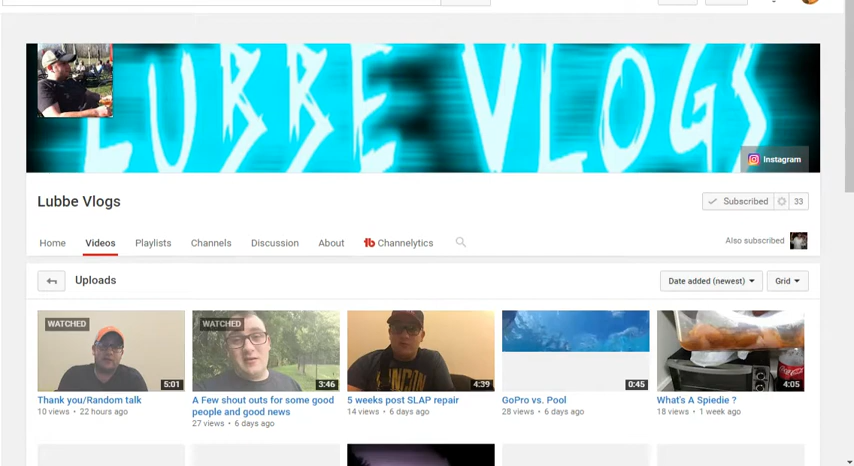 LUBBE VLOGS
Instagram
Lubbe Vlogs
Subscribed 33
Home Videos Playlists Channels Discussion About tb Channelytics
Also subscribed
Uploads
Date added (newest) Grid
WATCHED WATCHED
5:01 3:46 4:39 0:45 4:05
Thank you/Random talk
10 views • 22 hours ago
A Few shout outs for some good
people and good news
27 views • 6 days ago
5 weeks post SLAP repair
14 views • 6 days ago
GoPro vs. Pool
28 views • 6 days ago
What's A Spiedie ?
18 views • 1 week ago